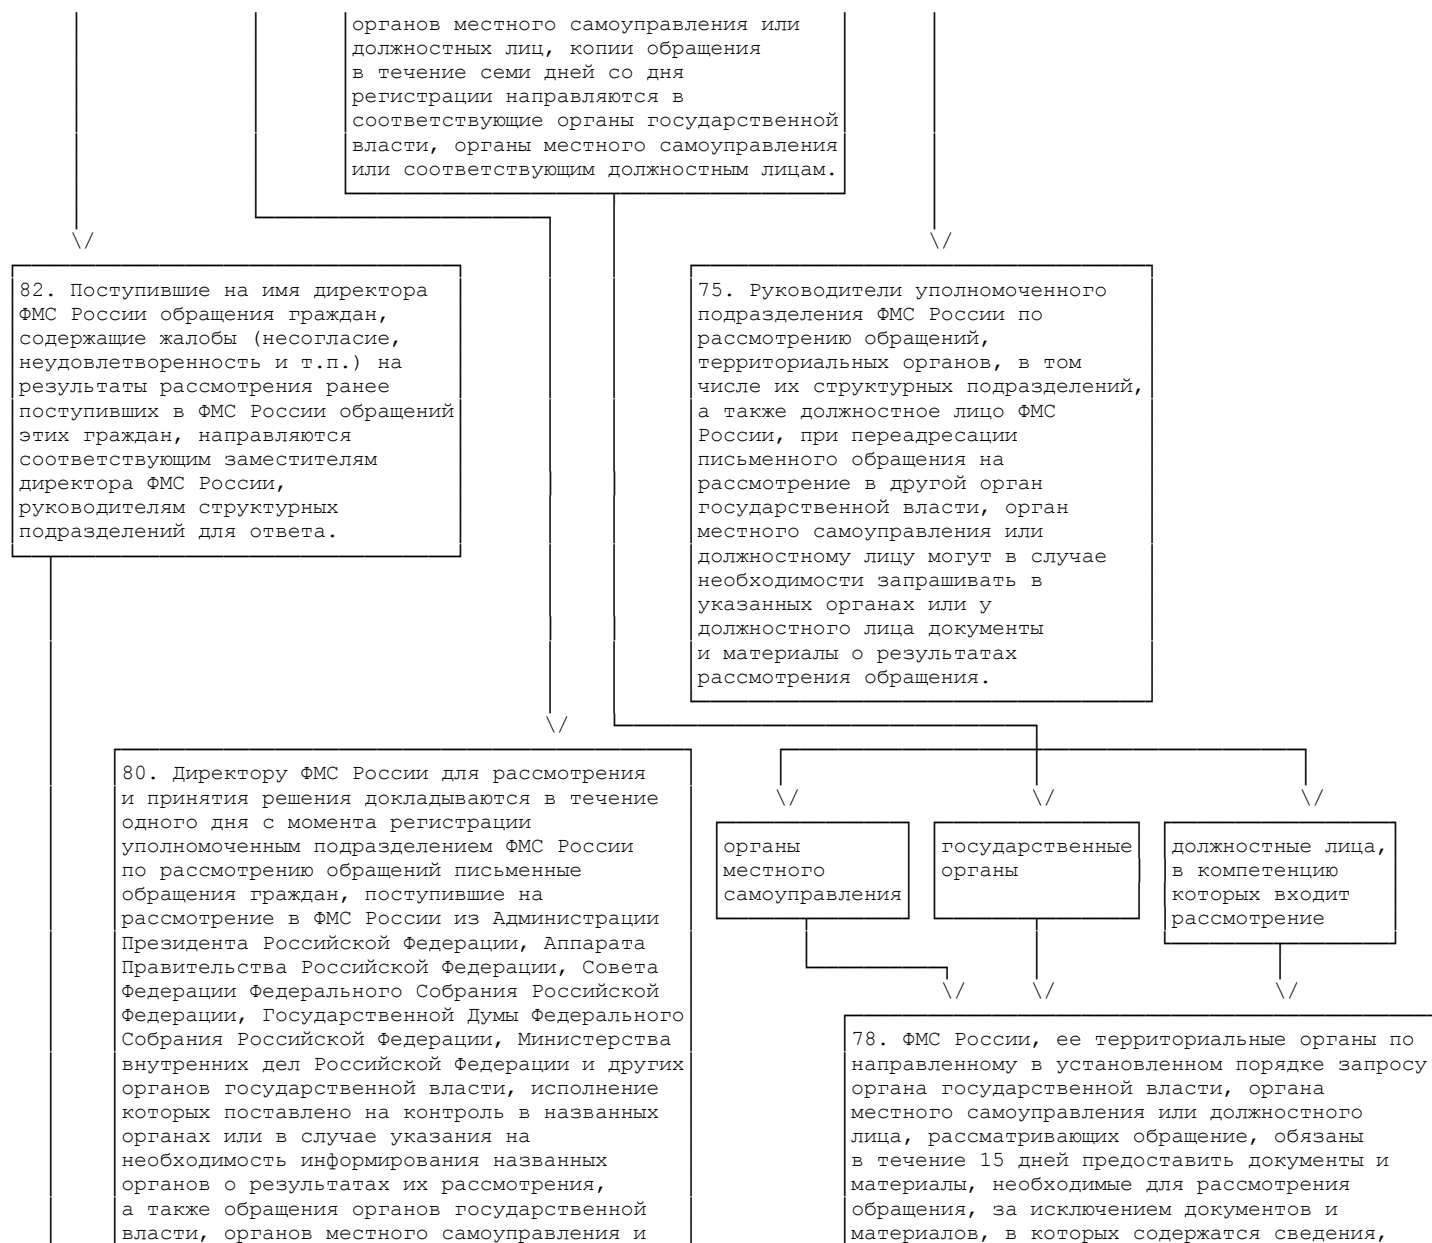 органов местного самоуправления или
должностных лиц, копии обращения
в течение семи дней со дня
регистрации направляются в
соответствующие органы государственной
власти, органы местного самоуправления
или соответствующим должностным лицам.
82. Поступившие на имя директора
ФМС России обращения граждан,
содержащие жалобы (несогласие,
неудовлетворенность и т.п.) на
результаты рассмотрения ранее
поступивших в ФМС России обращений
этих граждан, направляются
соответствующим заместителям
директора ФМС России,
руководителям структурных
подразделений для ответа.
75. Руководители уполномоченного
подразделения ФМС России по
рассмотрению обращений,
территориальных органов, в том
числе их структурных подразделений,
а также должностное лицо ФМС
России, при переадресации
письменного обращения на
рассмотрение в другой орган
государственной власти, орган
местного самоуправления или
должностному лицу могут в случае
необходимости запрашивать в
указанных органах или у
должностного лица документы
и материалы о результатах
рассмотрения обращения.
80. Директору ФМС России для рассмотрения
и принятия решения докладываются в течение
одного дня с момента регистрации
уполномоченным подразделением ФМС России
по рассмотрению обращений письменные
обращения граждан, поступившие на
рассмотрение в ФМС России из Администрации
Президента Российской Федерации, Аппарата
Правительства Российской Федерации, Совета
Федерации Федерального Собрания Российской
Федерации, Государственной Думы Федерального
Собрания Российской Федерации, Министерства
внутренних дел Российской Федерации и других
органов государственной власти, исполнение
которых поставлено на контроль в названных
органах или в случае указания на
необходимость информирования названных
органов о результатах их рассмотрения,
а также обращения органов государственной
власти, органов местного самоуправления и
органы
местного
самоуправления
государственные
органы
должностные лица,
в компетенцию
которых входит
рассмотрение
78. ФМС России, ее территориальные органы по
направленному в установленном порядке запросу
органа государственной власти, органа
местного самоуправления или должностного
лица, рассматривающих обращение, обязаны
в течение 15 дней предоставить документы и
материалы, необходимые для рассмотрения
обращения, за исключением документов и
материалов, в которых содержатся сведения,